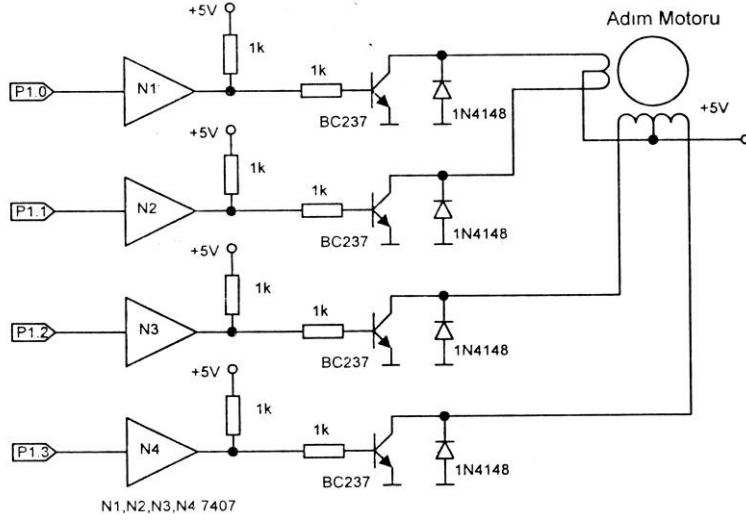 +5V
Adım Motoru
1k
P1.0
N1
1k
BC237
1N4148
+5V
+5V
1k
P1.1
N2
1k
BC237
1N4148
+5V
1k
P1.2
N3
1k
BC237
1N4148
+5V
1k
P1.3
N4
1k
BC237
1N4148
N1,N2,N3,N4 7407